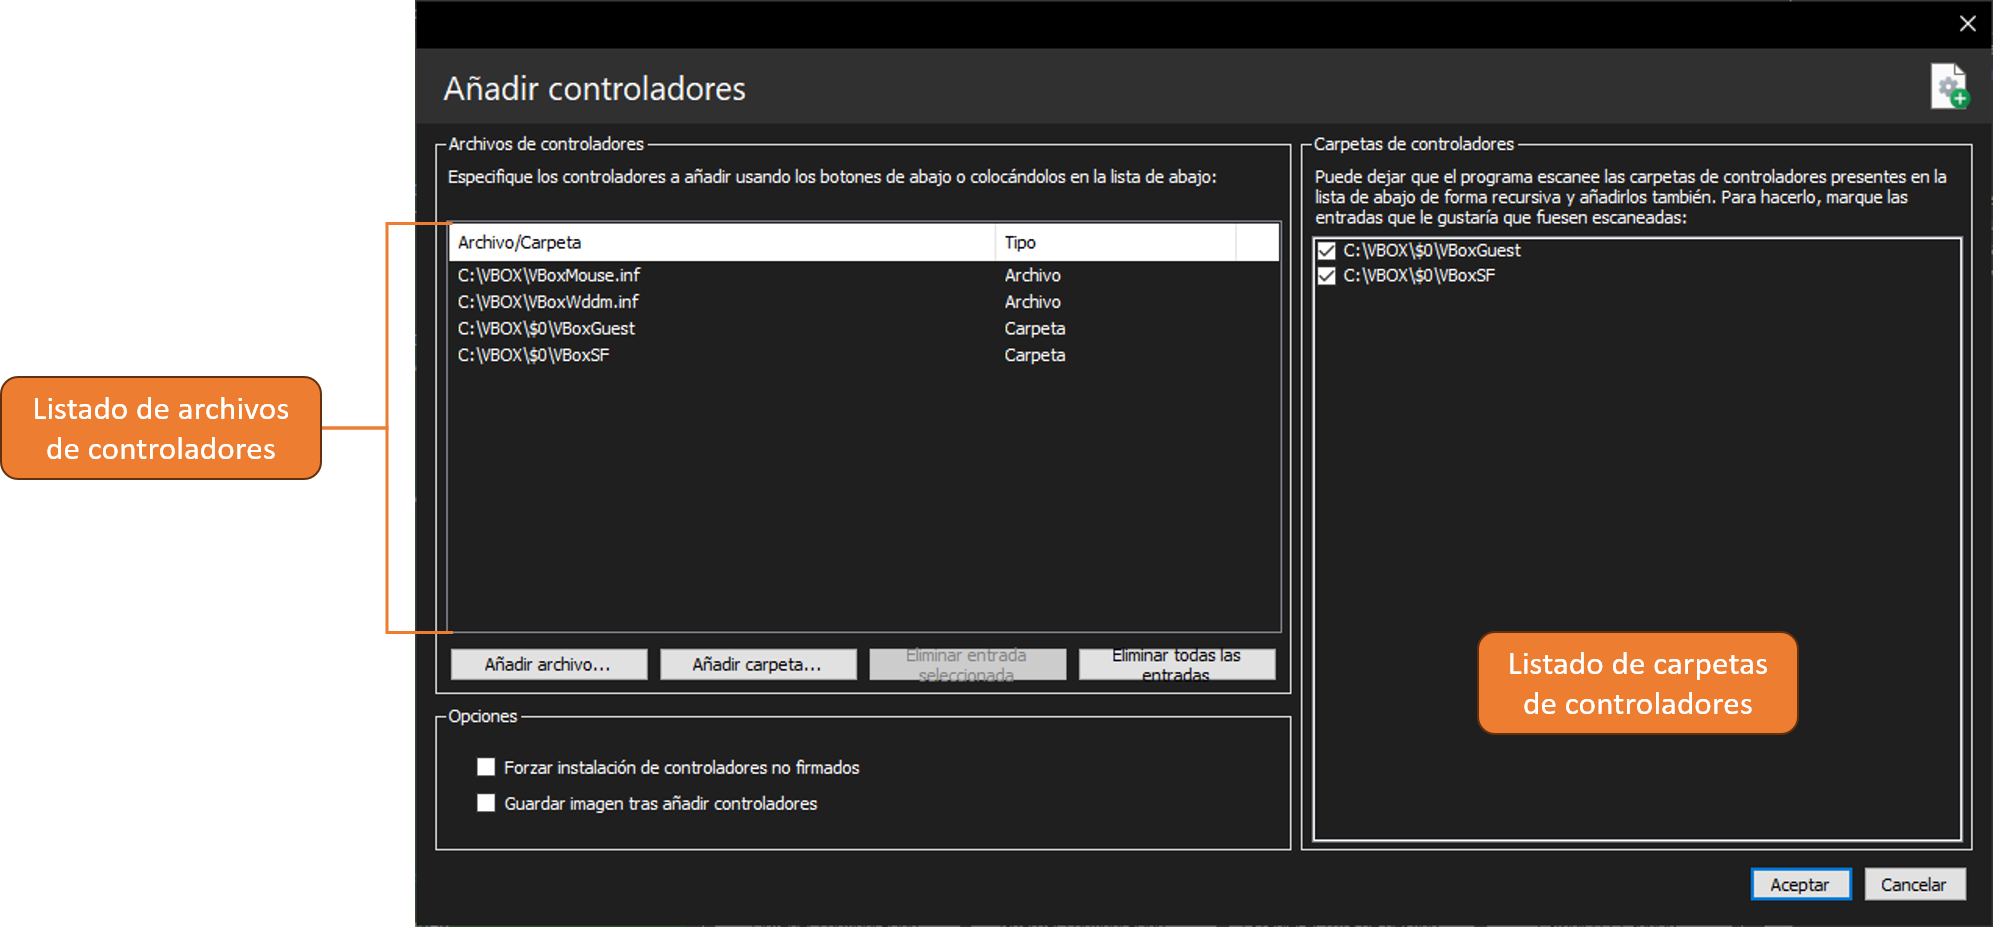 Añadir controladores
Archivos de controladores
Especifique los controladores a añadir usando los botones de abajo o colocándolos en la lista de abajo:
Archivo/Carpeta Tipo
C:\VBOX\VBoxMouse.inf Archivo
C:\VBOX\VBoxWddm.inf Archivo
C:\VBOX\$0\VBoxGuest Carpeta
C:\VBOX\$0\VBoxSF Carpeta
Listado de archivos
de controladores
Añadir archivo...
Añadir carpeta...
Eliminar entrada
seleccionada
Eliminar todas las
entradas
Opciones
Forzar instalación de controladores no firmados
Guardar imagen tras añadir controladores
Carpetas de controladores
Puede dejar que el programa escanee las carpetas de controladores presentes en la
lista de abajo de forma recursiva y añadirlos también. Para hacerlo, marque las
entradas que le gustaría que fuesen escaneadas:
C:\VBOX\$0\VBoxGuest
C:\VBOX\$0\VBoxSF
Listado de carpetas
de controladores
Aceptar
Cancelar